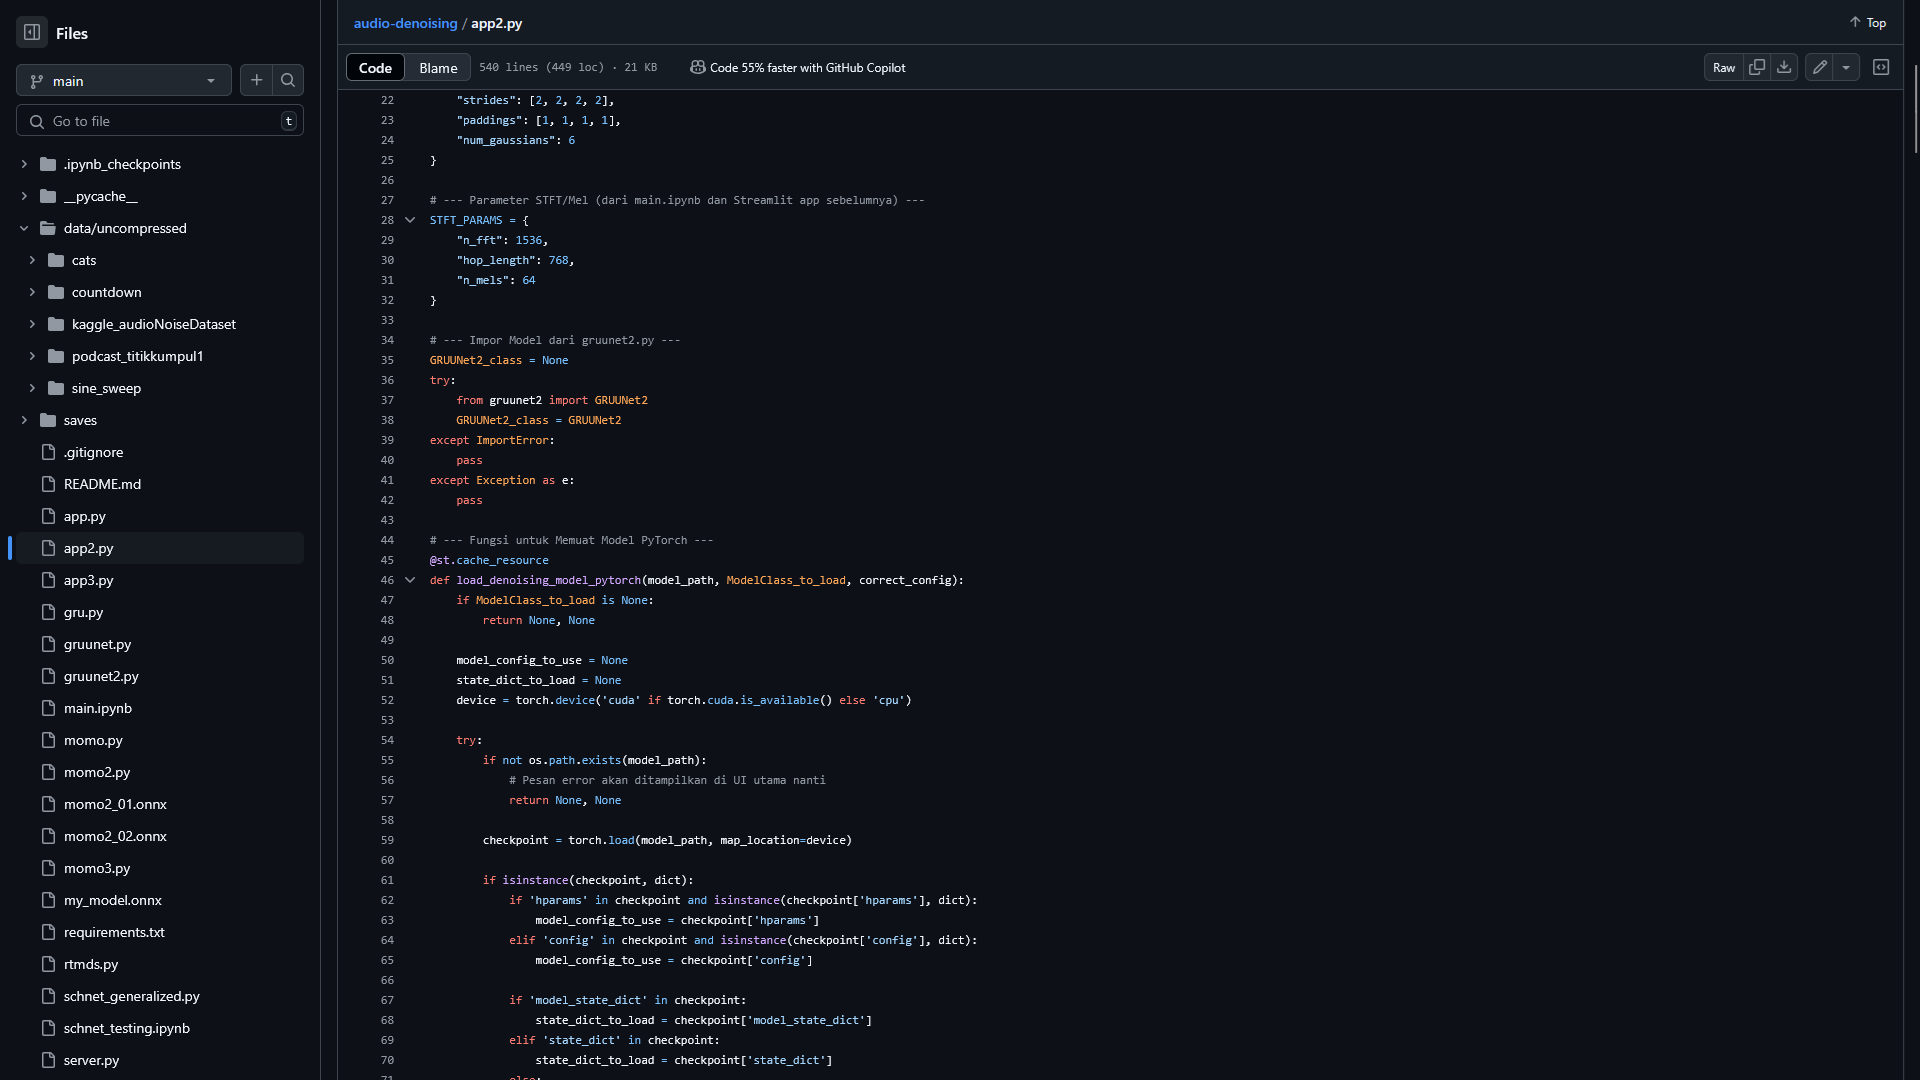 Files
main
Go to file
t
.ipynb_checkpoints
__pycache__
data/uncompressed
cats
countdown
kaggle_audioNoiseDataset
podcast_titikkumpul1
sine_sweep
saves
.gitignore
README.md
app.py
app2.py
app3.py
gru.py
gruunet.py
gruunet2.py
main.ipynb
momo.py
momo2.py
momo2_01.onnx
momo2_02.onnx
momo3.py
my_model.onnx
requirements.txt
rtmds.py
schnet_generalized.py
schnet_testing.ipynb
server.py
audio-denoising / app2.py
Top
Code Blame 540 lines (449 loc) · 21 KB Code 55% faster with GitHub Copilot Raw
22 "strides": [2, 2, 2, 2],
23 "paddings": [1, 1, 1, 1],
24 "num_gaussians": 6
25 }
26
27 # --- Parameter STFT/Mel (dari main.ipynb dan Streamlit app sebelumnya) ---
28 STFT_PARAMS = {
29 "n_fft": 1536,
30 "hop_length": 768,
31 "n_mels": 64
32 }
33
34 # --- Impor Model dari gruunet2.py ---
35 GRUUNet2_class = None
36 try:
37 from gruunet2 import GRUUNet2
38 GRUUNet2_class = GRUUNet2
39 except ImportError:
40 pass
41 except Exception as e:
42 pass
43
44 # --- Fungsi untuk Memuat Model PyTorch ---
45 @st.cache_resource
46 def load_denoising_model_pytorch(model_path, ModelClass_to_load, correct_config):
47 if ModelClass_to_load is None:
48 return None, None
49
50 model_config_to_use = None
51 state_dict_to_load = None
52 device = torch.device('cuda' if torch.cuda.is_available() else 'cpu')
53
54 try:
55 if not os.path.exists(model_path):
56 # Pesan error akan ditampilkan di UI utama nanti
57 return None, None
58
59 checkpoint = torch.load(model_path, map_location=device)
60
61 if isinstance(checkpoint, dict):
62 if 'hparams' in checkpoint and isinstance(checkpoint['hparams'], dict):
63 model_config_to_use = checkpoint['hparams']
64 elif 'config' in checkpoint and isinstance(checkpoint['config'], dict):
65 model_config_to_use = checkpoint['config']
66
67 if 'model_state_dict' in checkpoint:
68 state_dict_to_load = checkpoint['model_state_dict']
69 elif 'state_dict' in checkpoint:
70 state_dict_to_load = checkpoint['state_dict']
71 else: